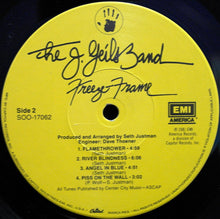 The J. Geils Band
Freeze-Frame
Side 2
SOO-17062
EMI
AMERICA
Produced and Arranged by Seth Justman
Engineer: Dave Thoener
1. FLAMETHROWER - 4:59
(Seth Justman)
2. RIVER BLINDNESS - 6:06
(Seth Justman)
3. ANGEL IN BLUE - 4:51
(Seth Justman)
4. PISS ON THE WALL - 3:02
(P. Wolf - S. Justman)
All Tunes Published by Center City Music - ASCAP